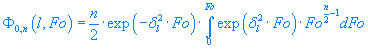 Φ₀,ₙ(l, Fo) = n/2 · exp(−δₗ² · Fo) · ∫₀^Fo exp(δₗ² · Fo) · Fo^(n/2 − 1) dFo